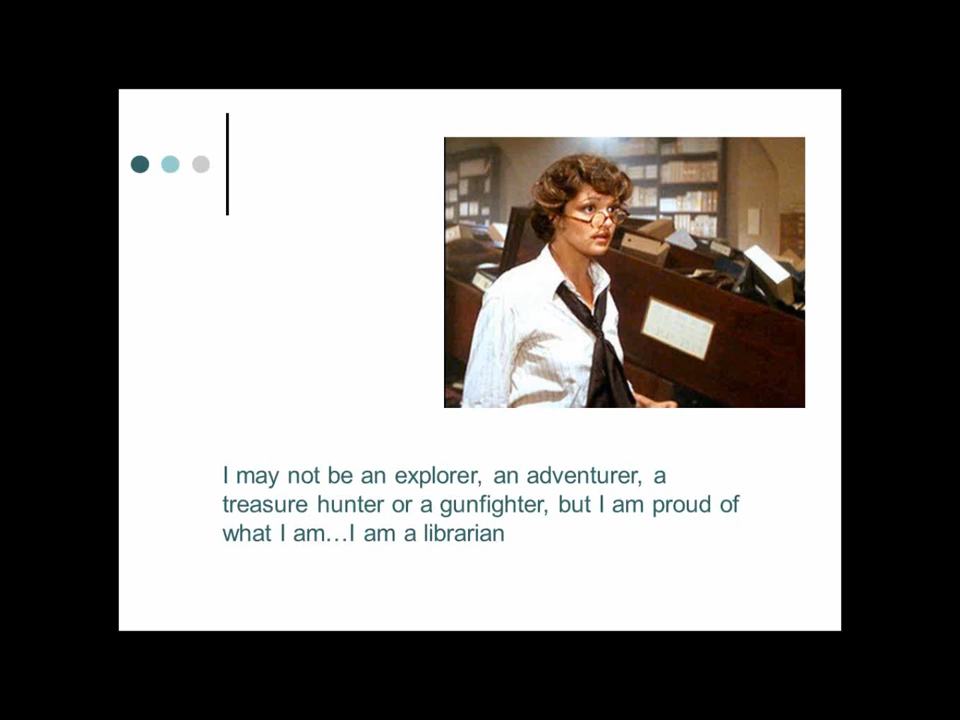 I may not be an explorer, an adventurer, a
treasure hunter or a gunfighter, but I am proud of
what I am…I am a librarian